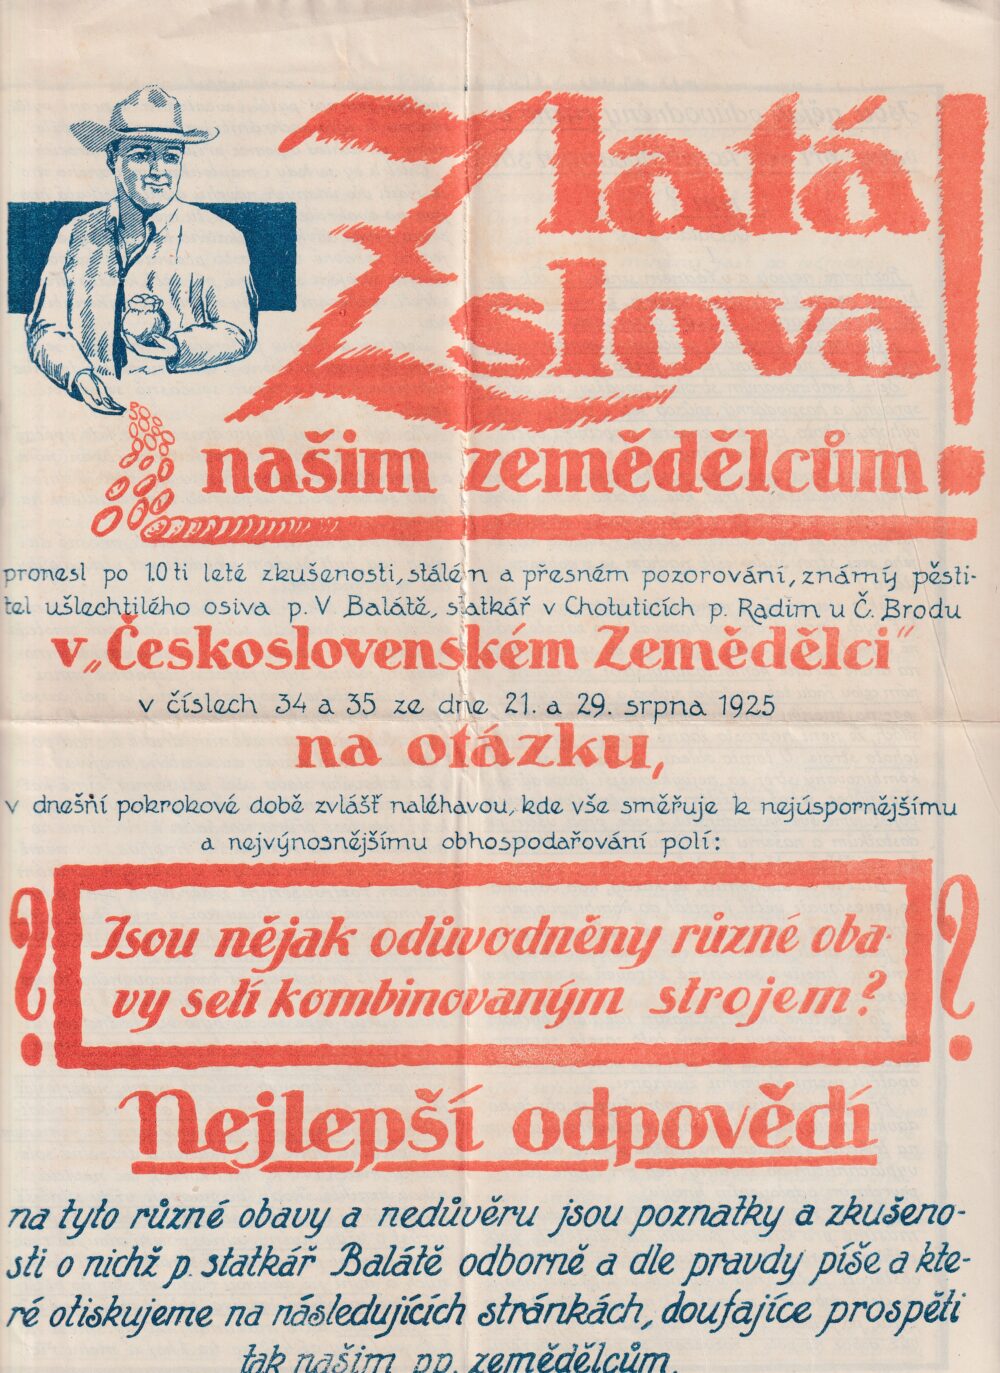 Zlatá
slova!
našim zemědělcům
pronesl po 10 ti leté zkušenosti, stálém a přesném pozorování, známý pěsti-
tel ušlechtilého osiva p. V Balátě, statkář v Chotuticích p. Radim u Č. Brodu
v „Československém Zemědělci"
v číslech 34 a 35 ze dne 21. a 29. srpna 1925
na otázku,
v dnešní pokrokové době zvlášť naléhavou, kde vše směřuje k nejúspornějšímu
a nejvýnosnějšímu obhospodařování polí:
? Jsou nějak odůvodněny různé oba- ?
vy setí kombinovaným strojem?
Nejlepší odpovědí
na tyto různé obavy a nedůvěru jsou poznatky a zkušeno-
sti o nichž p. statkář Balátě odborně a dle pravdy píše a kte-
ré otiskujeme na následujících stránkách, doufajíce prospěti
tak našim pp. zemědělcům.